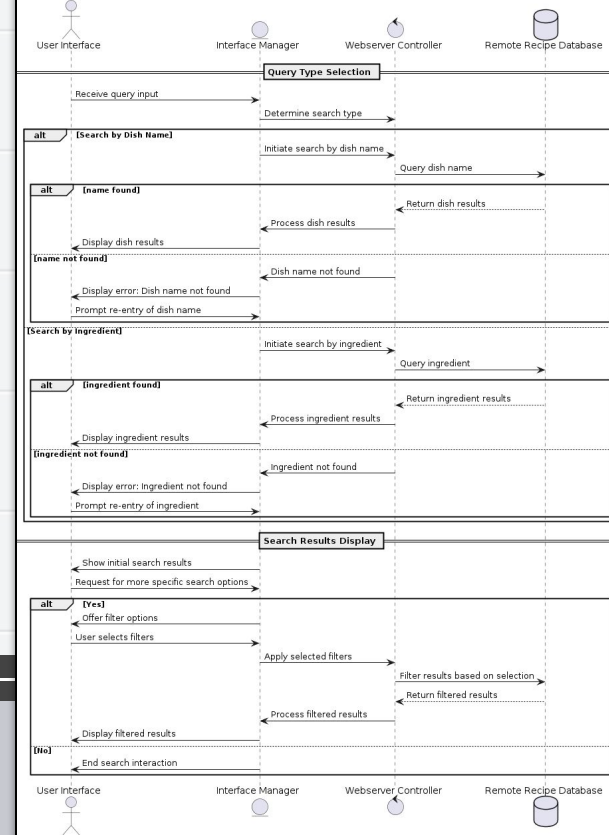 User Interface
Interface Manager
Webserver Controller
Remote Recipe Database
Query Type Selection
Receive query input
Determine search type
alt [Search by Dish Name]
Initiate search by dish name
Query dish name
alt [name found]
Return dish results
Process dish results
Display dish results
[name not found]
Dish name not found
Display error: Dish name not found
Prompt re-entry of dish name
[Search by Ingredient]
Initiate search by ingredient
Query ingredient
alt [ingredient found]
Return ingredient results
Process ingredient results
Display ingredient results
[ingredient not found]
Ingredient not found
Display error: Ingredient not found
Prompt re-entry of ingredient
Search Results Display
Show initial search results
Request for more specific search options
alt [Yes]
Offer filter options
User selects filters
Apply selected filters
Filter results based on selection
Return filtered results
Process filtered results
Display filtered results
[No]
End search interaction
User Interface
Interface Manager
Webserver Controller
Remote Recipe Database